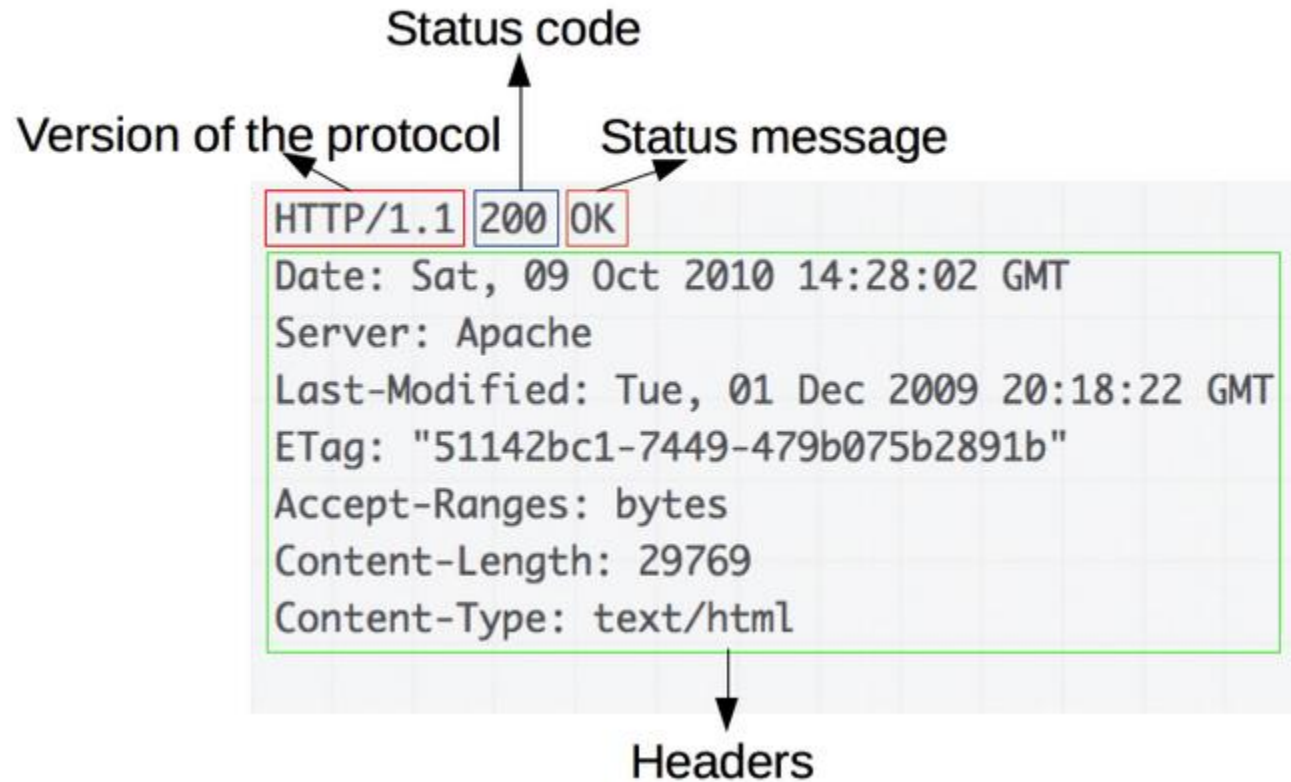 Status code
Version of the protocol
Status message
HTTP/1.1 200 OK
Date: Sat, 09 Oct 2010 14:28:02 GMT
Server: Apache
Last-Modified: Tue, 01 Dec 2009 20:18:22 GMT
ETag: "51142bc1-7449-479b075b2891b"
Accept-Ranges: bytes
Content-Length: 29769
Content-Type: text/html
Headers